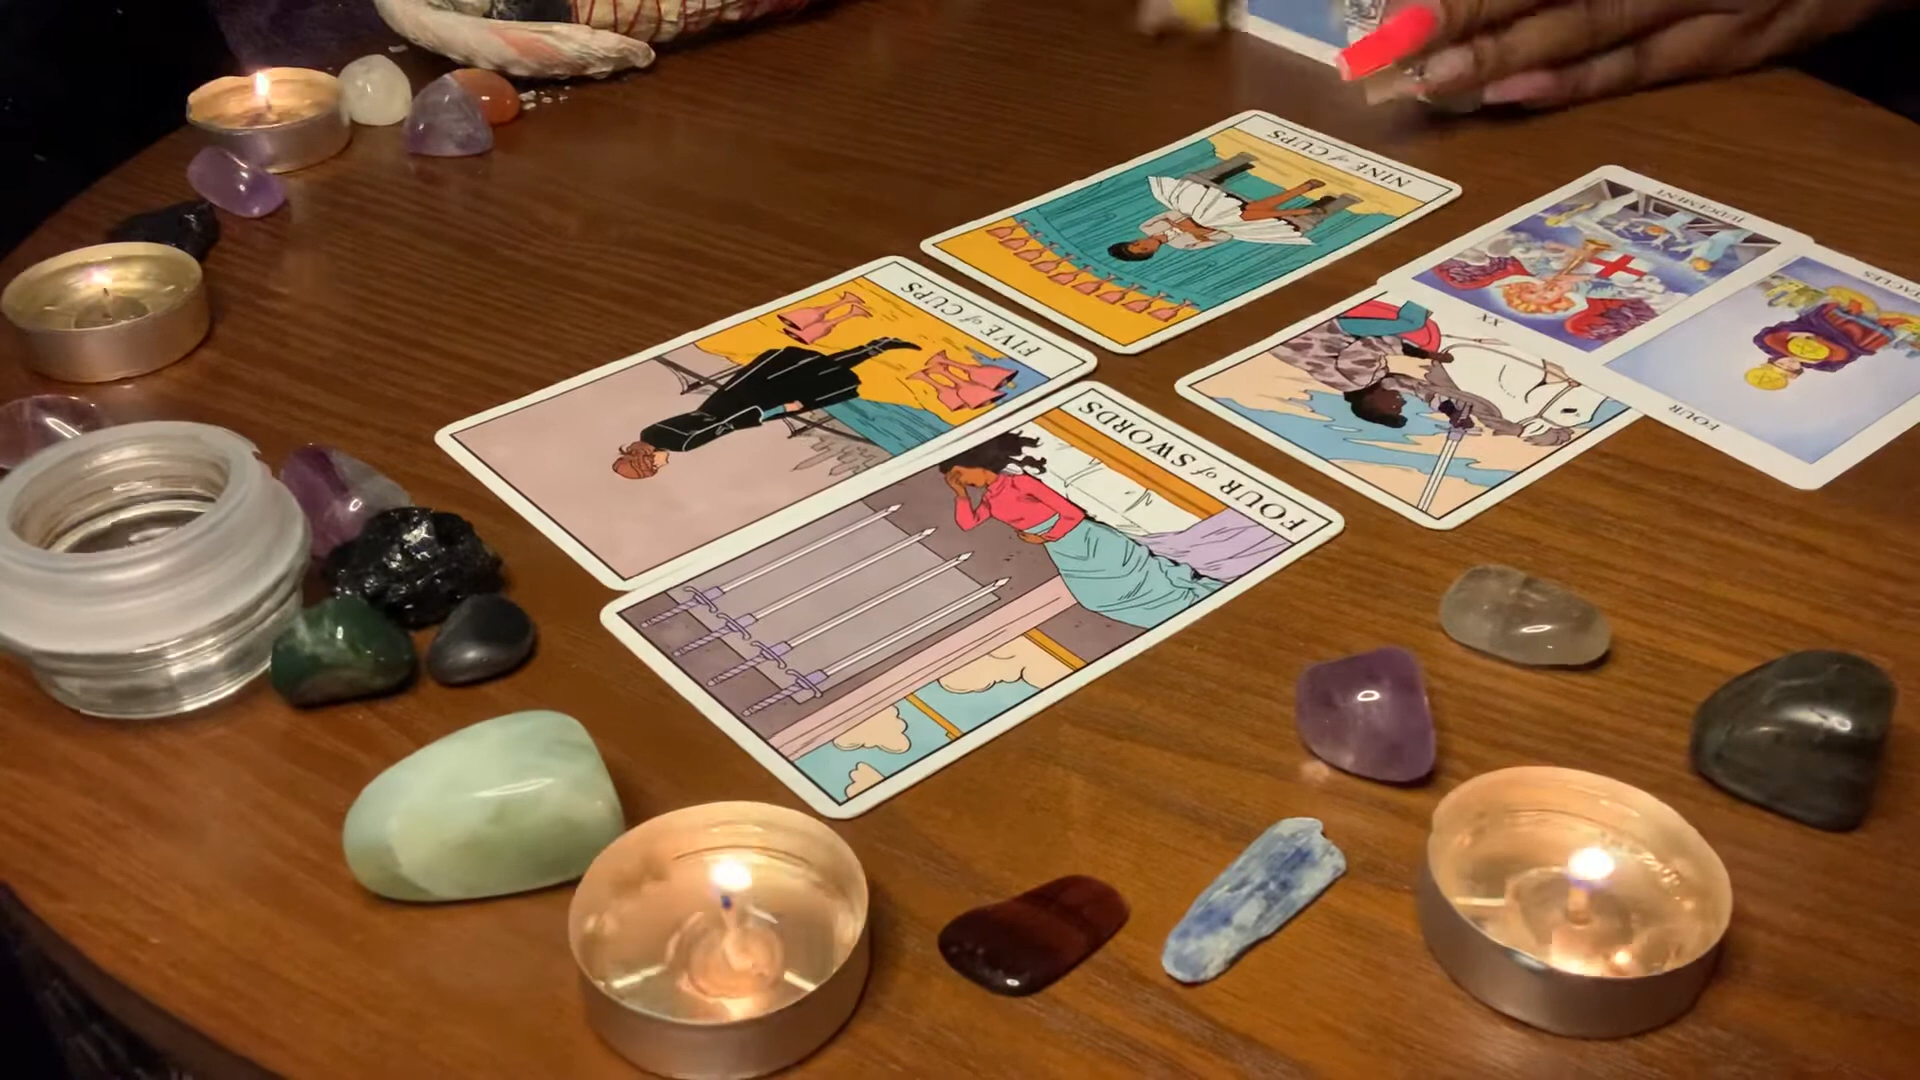 NINE of CUPS
JUDGEMENT
XX
FIVE of CUPS
FOUR of SWORDS
FOUR